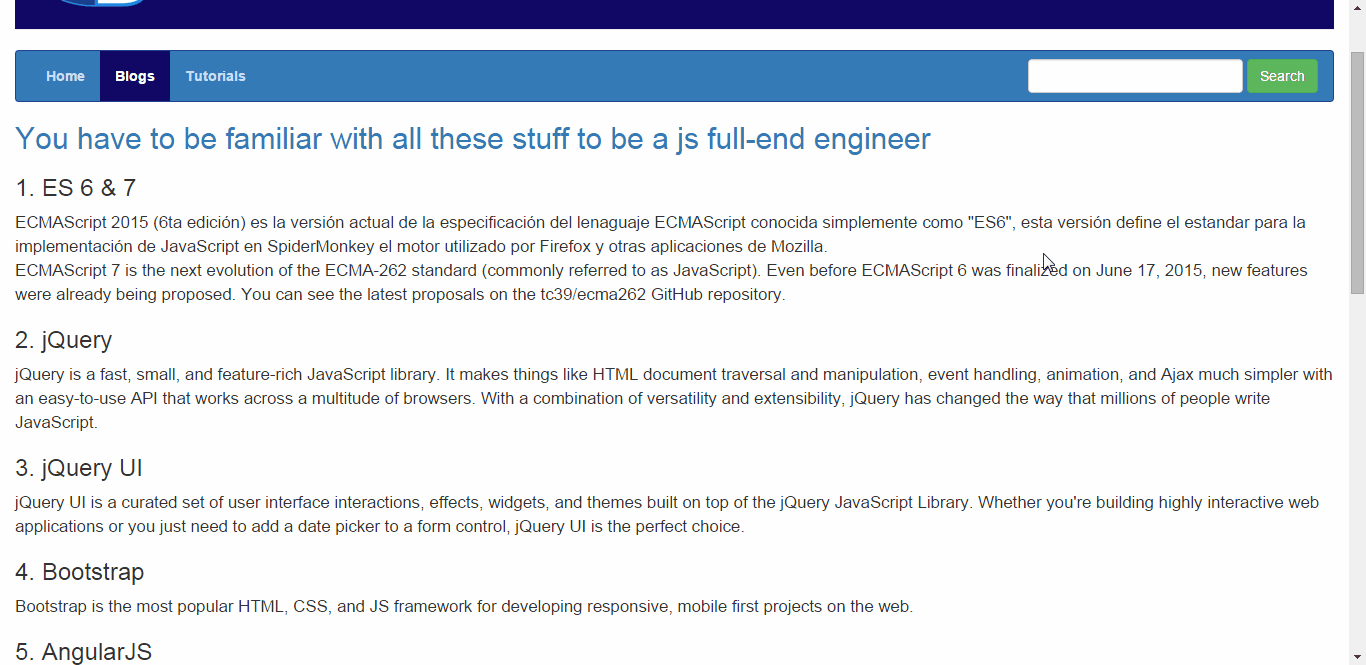 Home Blogs Tutorials Search
You have to be familiar with all these stuff to be a js full-end engineer
1. ES 6 & 7
ECMAScript 2015 (6ta edición) es la versión actual de la especificación del lenaguaje ECMAScript conocida simplemente como "ES6", esta versión define el estandar para la
implementación de JavaScript en SpiderMonkey el motor utilizado por Firefox y otras aplicaciones de Mozilla.
ECMAScript 7 is the next evolution of the ECMA-262 standard (commonly referred to as JavaScript). Even before ECMAScript 6 was finalized on June 17, 2015, new features
were already being proposed. You can see the latest proposals on the tc39/ecma262 GitHub repository.
2. jQuery
jQuery is a fast, small, and feature-rich JavaScript library. It makes things like HTML document traversal and manipulation, event handling, animation, and Ajax much simpler with
an easy-to-use API that works across a multitude of browsers. With a combination of versatility and extensibility, jQuery has changed the way that millions of people write
JavaScript.
3. jQuery UI
jQuery UI is a curated set of user interface interactions, effects, widgets, and themes built on top of the jQuery JavaScript Library. Whether you're building highly interactive web
applications or you just need to add a date picker to a form control, jQuery UI is the perfect choice.
4. Bootstrap
Bootstrap is the most popular HTML, CSS, and JS framework for developing responsive, mobile first projects on the web.
5. AngularJS